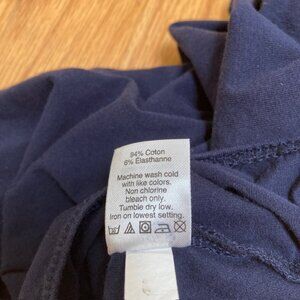 94% Coton
6% Élasthanne
Machine wash cold
with like colors.
Non chlorine
bleach only.
Tumble dry low.
Iron on lowest setting.